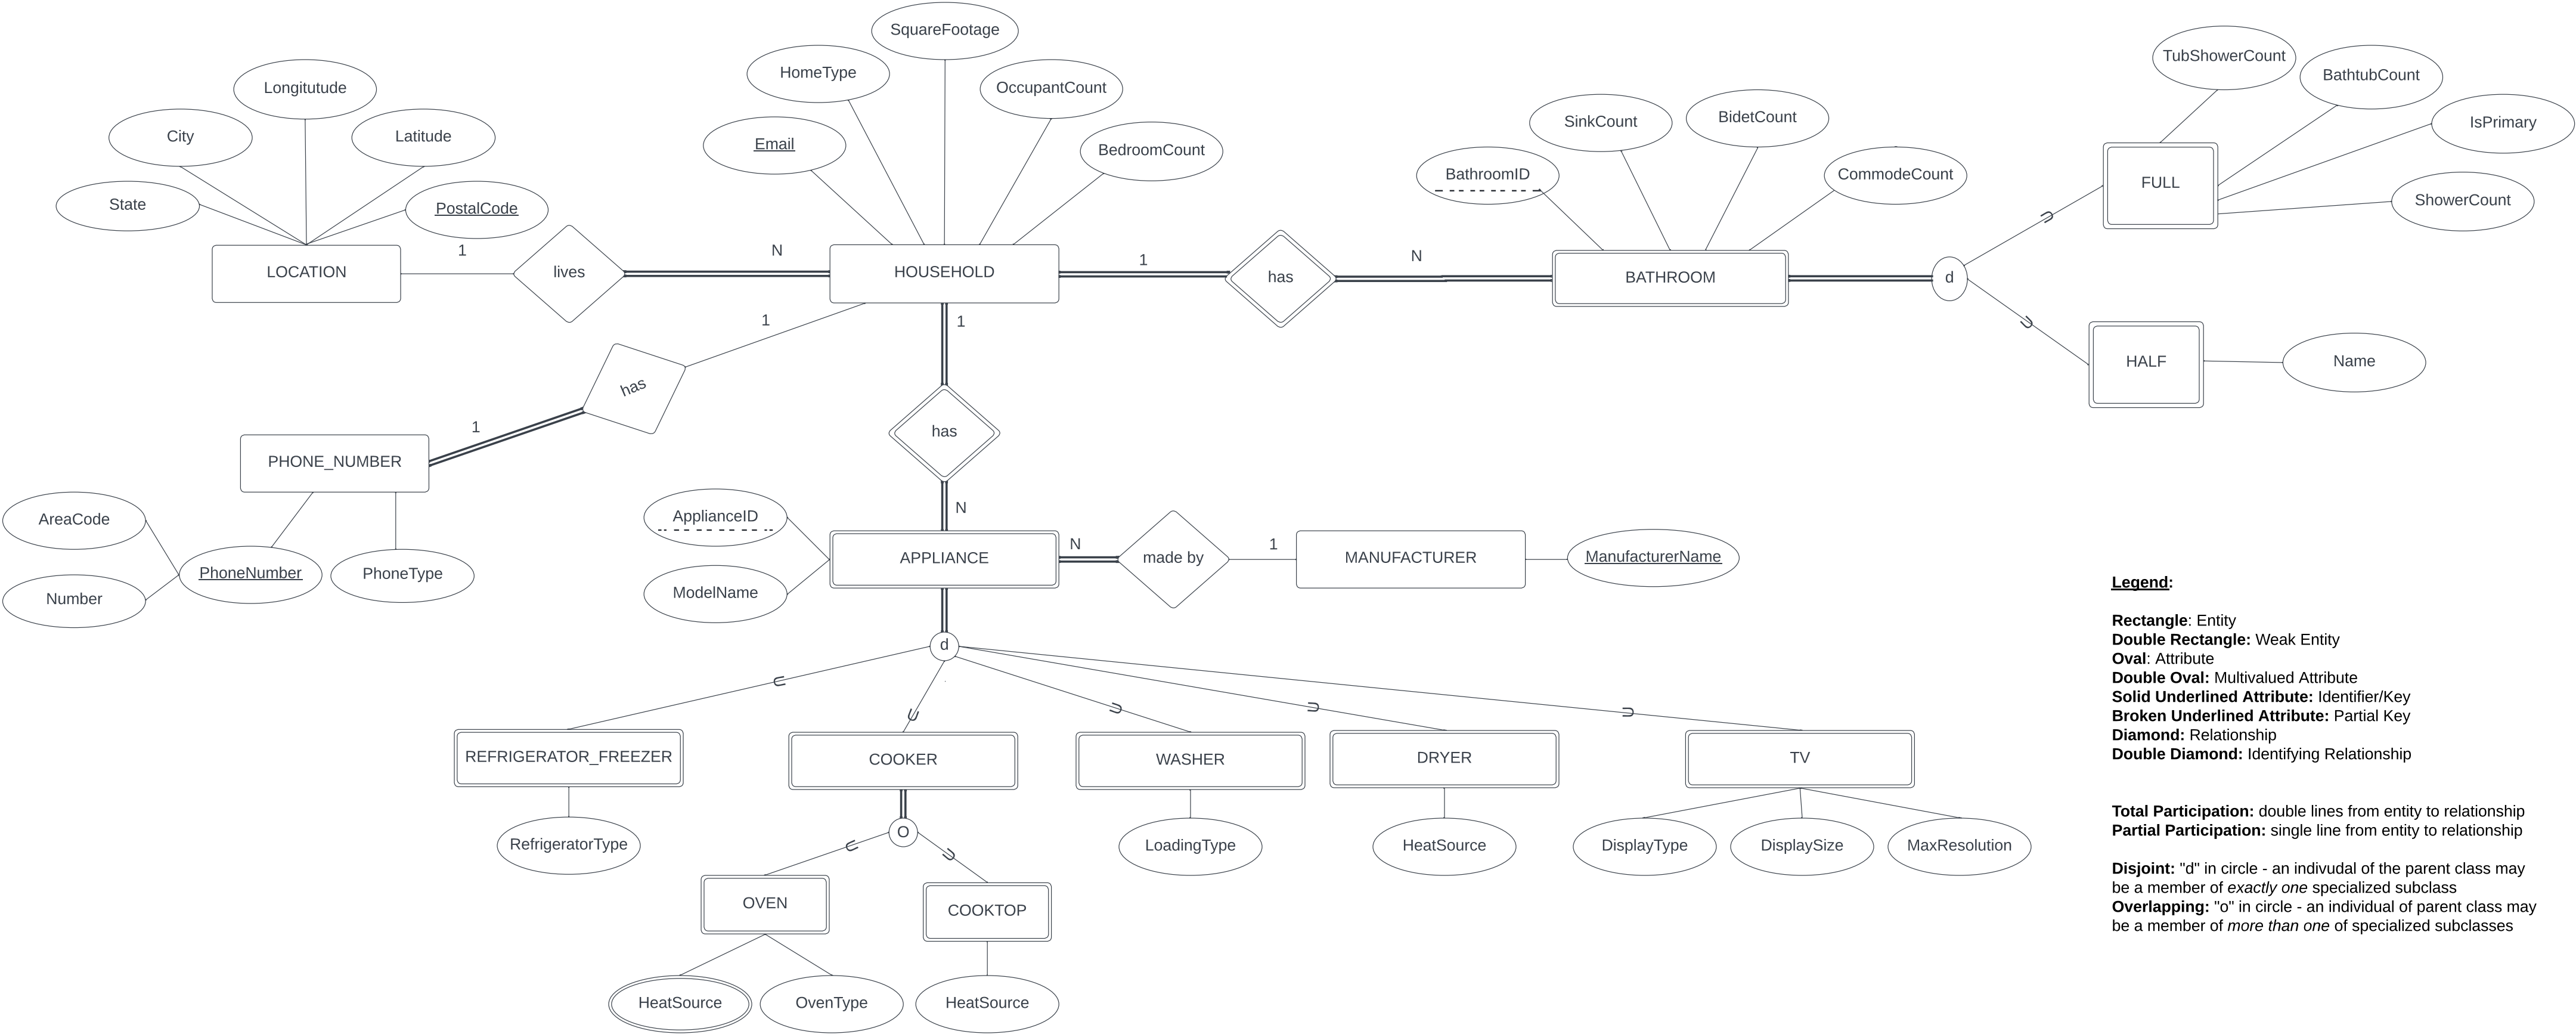 SquareFootage
HomeType
OccupantCount
Email
BedroomCount
Longitutude
City
Latitude
State
PostalCode
LOCATION
1
lives
N
HOUSEHOLD
1
has
N
BathroomID
SinkCount
BidetCount
CommodeCount
BATHROOM
d
TubShowerCount
BathtubCount
IsPrimary
ShowerCount
FULL
U
U
HALF
Name
1
has
1
PHONE_NUMBER
AreaCode
Number
PhoneNumber
PhoneType
1
has
N
ApplianceID
ModelName
APPLIANCE
N
made by
1
MANUFACTURER
ManufacturerName
d
U
U
U
U
U
REFRIGERATOR_FREEZER
COOKER
WASHER
DRYER
TV
RefrigeratorType
O
LoadingType
HeatSource
DisplayType
DisplaySize
MaxResolution
U
U
OVEN
COOKTOP
HeatSource
OvenType
HeatSource
Legend:
Rectangle: Entity
Double Rectangle: Weak Entity
Oval: Attribute
Double Oval: Multivalued Attribute
Solid Underlined Attribute: Identifier/Key
Broken Underlined Attribute: Partial Key
Diamond: Relationship
Double Diamond: Identifying Relationship
Total Participation: double lines from entity to relationship
Partial Participation: single line from entity to relationship
Disjoint: "d" in circle - an indivudal of the parent class may
be a member of exactly one specialized subclass
Overlapping: "o" in circle - an individual of parent class may
be a member of more than one of specialized subclasses